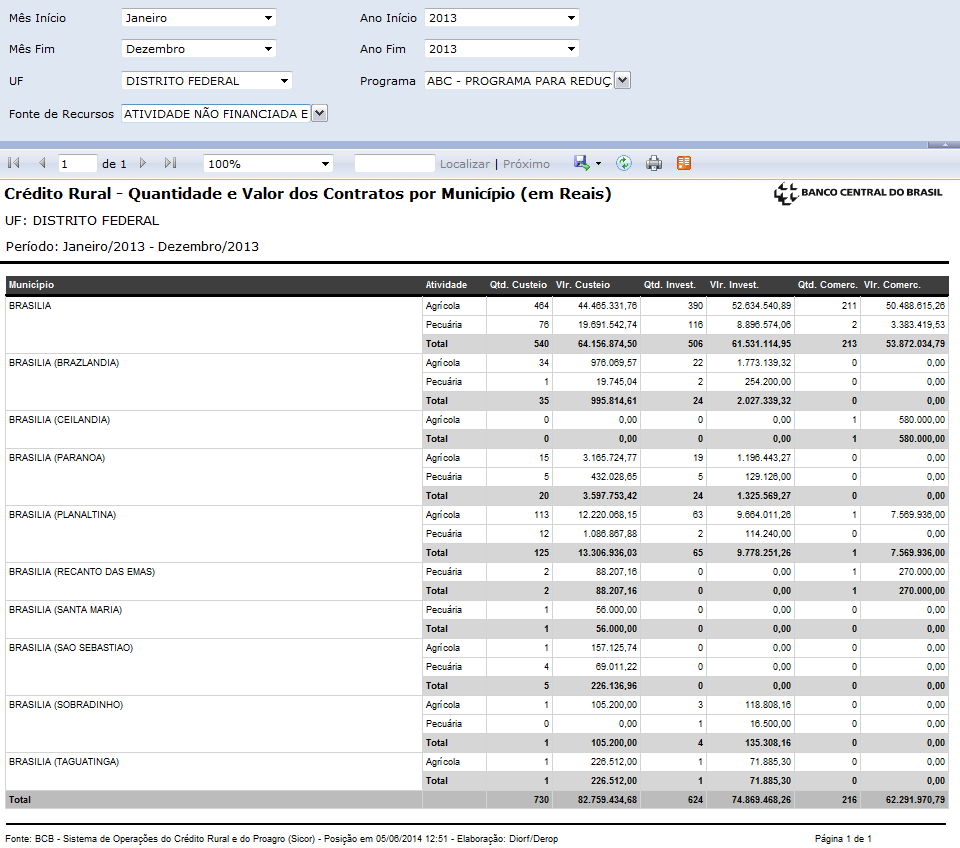 Mês Início Janeiro Ano Início 2013
Mês Fim Dezembro Ano Fim 2013
UF DISTRITO FEDERAL Programa ABC - PROGRAMA PARA REDUÇ
Fonte de Recursos ATIVIDADE NÃO FINANCIADA E
1 de 1 100% Localizar | Próximo
Crédito Rural - Quantidade e Valor dos Contratos por Município (em Reais) BANCO CENTRAL DO BRASIL
UF: DISTRITO FEDERAL
Período: Janeiro/2013 - Dezembro/2013
Município Atividade Qtd. Custeio Vlr. Custeio Qtd. Invest. Vlr. Invest. Qtd. Comerc. Vlr. Comerc.
BRASILIA Agrícola 464 44.465.331,76 390 52.634.540,89 211 50.488.615,26
Pecuária 76 19.691.542,74 116 8.896.574,06 2 3.383.419,53
Total 540 64.156.874,50 506 61.531.114,95 213 53.872.034,79
BRASILIA (BRAZLANDIA) Agrícola 34 976.069,57 22 1.773.139,32 0 0,00
Pecuária 1 19.745,04 2 254.200,00 0 0,00
Total 35 995.814,61 24 2.027.339,32 0 0,00
BRASILIA (CEILANDIA) Agrícola 0 0,00 0 0,00 1 580.000,00
Total 0 0,00 0 0,00 1 580.000,00
BRASILIA (PARANOA) Agrícola 15 3.165.724,77 19 1.196.443,27 0 0,00
Pecuária 5 432.028,65 5 129.126,00 0 0,00
Total 20 3.597.753,42 24 1.325.569,27 0 0,00
BRASILIA (PLANALTINA) Agrícola 113 12.220.068,15 63 9.664.011,26 1 7.569.936,00
Pecuária 12 1.086.867,88 2 114.240,00 0 0,00
Total 125 13.306.936,03 65 9.778.251,26 1 7.569.936,00
BRASILIA (RECANTO DAS EMAS) Pecuária 2 88.207,16 0 0,00 1 270.000,00
Total 2 88.207,16 0 0,00 1 270.000,00
BRASILIA (SANTA MARIA) Pecuária 1 56.000,00 0 0,00 0 0,00
Total 1 56.000,00 0 0,00 0 0,00
BRASILIA (SAO SEBASTIAO) Agrícola 1 157.125,74 0 0,00 0 0,00
Pecuária 4 69.011,22 0 0,00 0 0,00
Total 5 226.136,96 0 0,00 0 0,00
BRASILIA (SOBRADINHO) Agrícola 1 105.200,00 3 118.808,16 0 0,00
Pecuária 0 0,00 1 16.500,00 0 0,00
Total 1 105.200,00 4 135.308,16 0 0,00
BRASILIA (TAGUATINGA) Agrícola 1 226.512,00 1 71.885,30 0 0,00
Total 1 226.512,00 1 71.885,30 0 0,00
Total 730 82.759.434,68 624 74.869.468,26 216 62.291.970,79
Fonte: BCB - Sistema de Operações do Crédito Rural e do Proagro (Sicor) - Posição em 05/06/2014 12:51 - Elaboração: Diorf/Derop Página 1 de 1